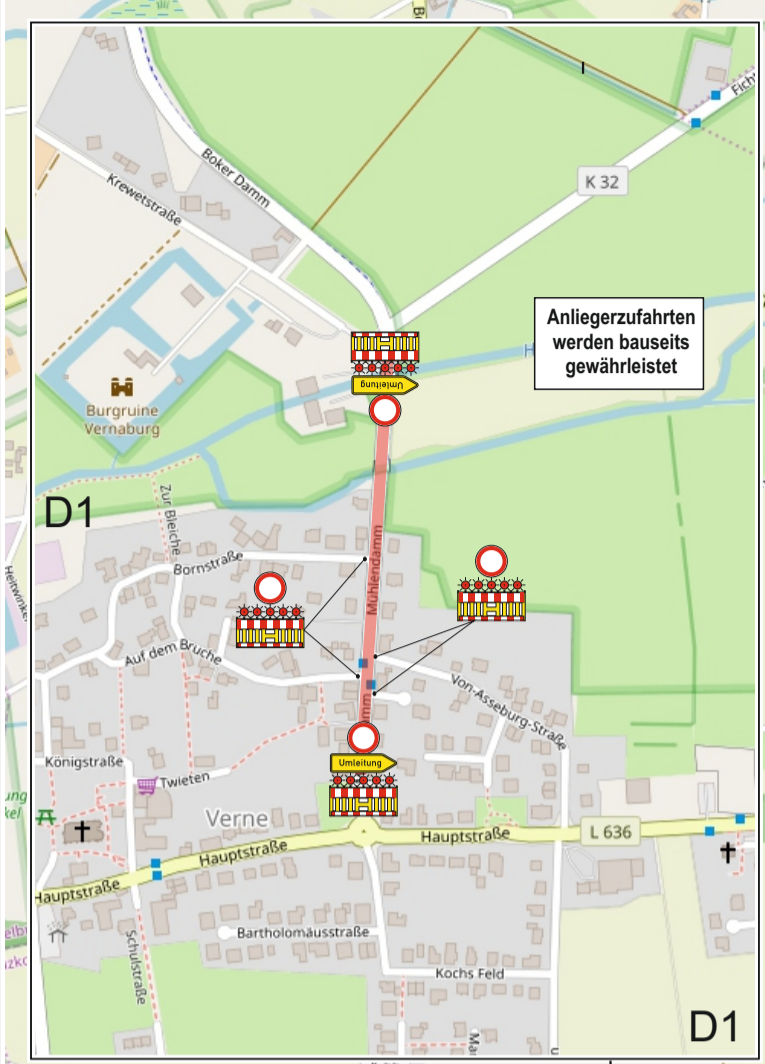 Boker Damm
Krewetstraße
K 32
Anliegerzufahrten
werden bauseits
gewährleistet
Umleitung
Burgruine
Vernaburg
D1
Zur Bleiche
Bornstraße
Mühlendamm
Auf dem Bruche
Von-Asseburg-Straße
Umleitung
Königstraße
Twieten
Verne
Hauptstraße
Hauptstraße
L 636
Hauptstraße
Bartholomäusstraße
Schulstraße
Kochs Feld
D1